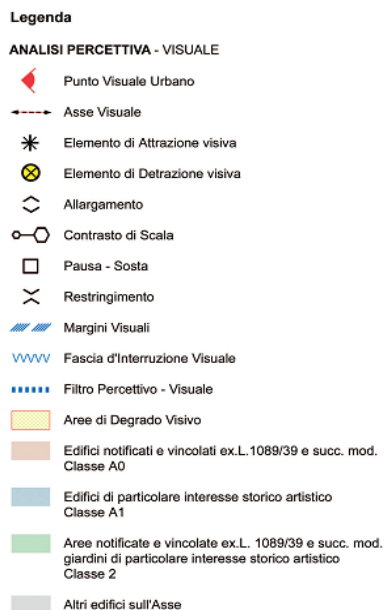 Legenda
ANALISI PERCETTIVA - VISUALE
Punto Visuale Urbano
Asse Visuale
Elemento di Attrazione visiva
Elemento di Detrazione visiva
Allargamento
Contrasto di Scala
Pausa - Sosta
Restringimento
Margini Visuali
Fascia d'Interruzione Visuale
Filtro Percettivo - Visuale
Aree di Degrado Visivo
Edifici notificati e vincolati ex.L.1089/39 e succ. mod.
Classe A0
Edifici di particolare interesse storico artistico
Classe A1
Aree notificate e vincolate ex.L. 1089/39 e succ. mod.
giardini di particolare interesse storico artistico
Classe 2
Altri edifici sull'Asse